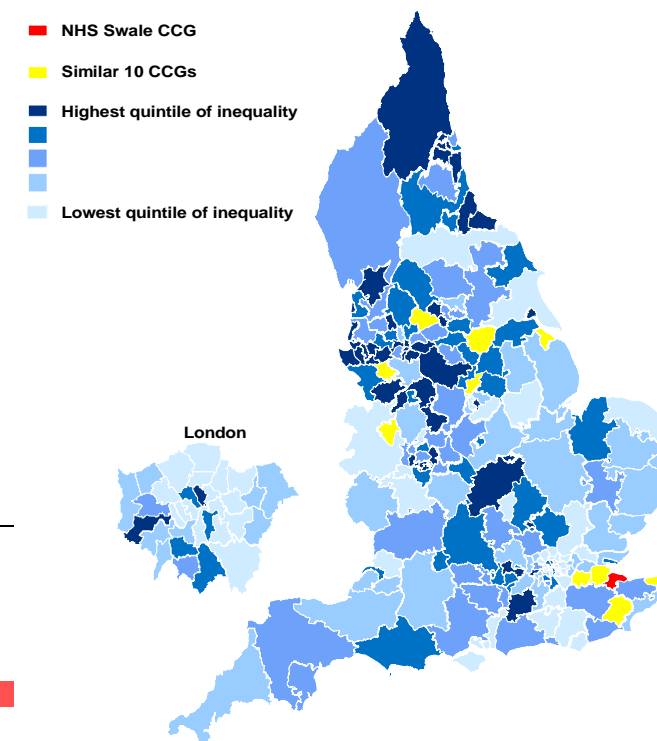 NHS Swale CCG
Similar 10 CCGs
Highest quintile of inequality
Lowest quintile of inequality
London